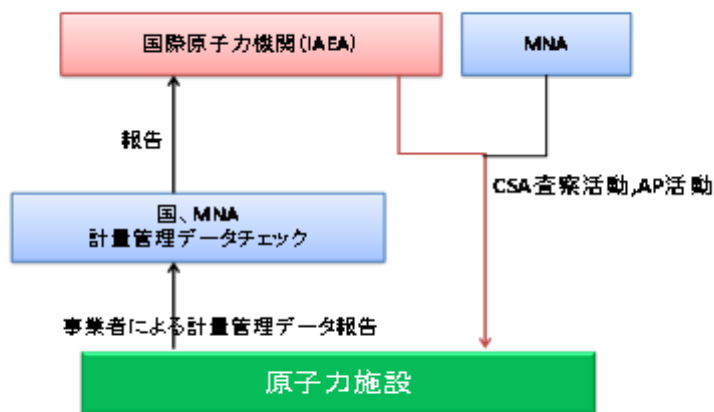 国際原子力機関(IAEA)
MNA
報告
CSA査察活動,AP活動
国、MNA
計量管理データチェック
事業者による計量管理データ報告
原子力施設